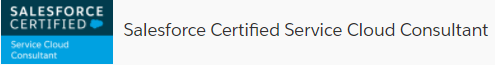 SALESFORCE
CERTIFIED
Service Cloud
Consultant
Salesforce Certified Service Cloud Consultant